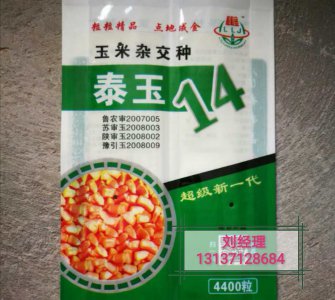 粒粒精品 点地成金
玉米杂交种
泰玉14
鲁农审2007005
苏审玉2008003
陕审玉2008002
豫引玉2008009
超级新一代
刘经理
13137128684
4400粒